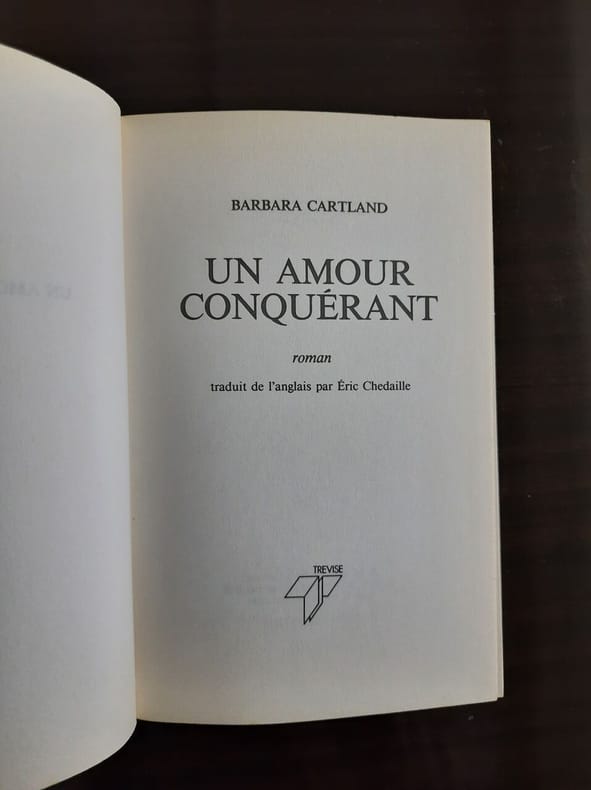 BARBARA CARTLAND
UN AMOUR
CONQUÉRANT
roman
traduit de l'anglais par Éric Chedaille
TREVISE